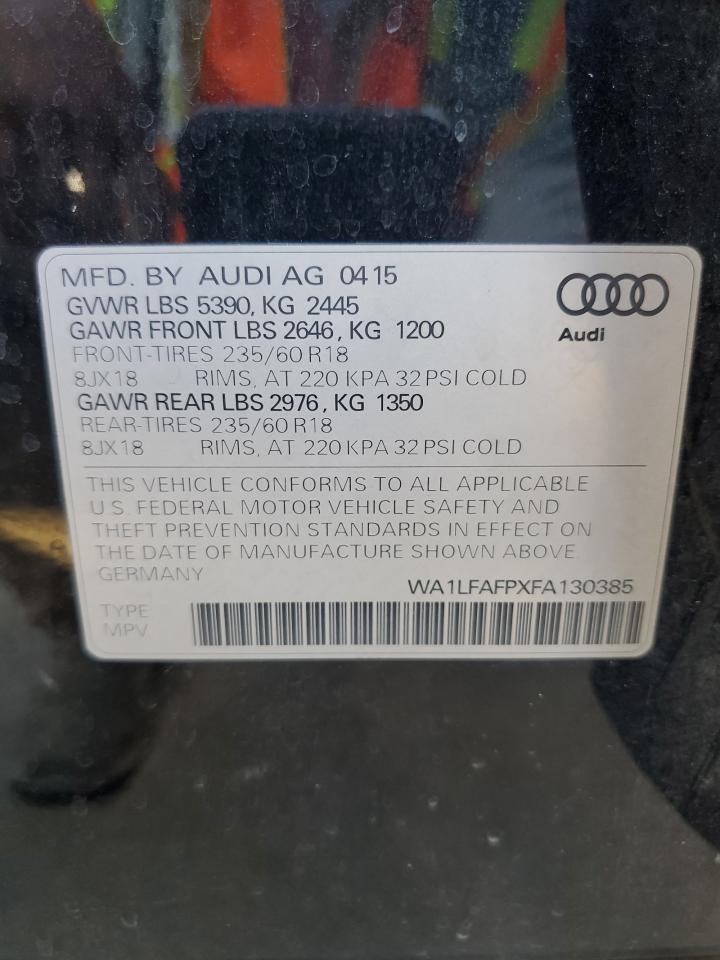 MFD. BY AUDI AG 0415
GVWR LBS 5390, KG 2445
GAWR FRONT LBS 2646, KG 1200
FRONT-TIRES 235/60 R18
8JX18 RIMS, AT 220 KPA 32 PSI COLD
GAWR REAR LBS 2976, KG 1350
REAR-TIRES 235/60 R18
8JX18 RIMS, AT 220 KPA 32 PSI COLD
Audi
THIS VEHICLE CONFORMS TO ALL APPLICABLE
U.S. FEDERAL MOTOR VEHICLE SAFETY AND
THEFT PREVENTION STANDARDS IN EFFECT ON
THE DATE OF MANUFACTURE SHOWN ABOVE.
GERMANY
WA1LFAFPXFA130385
TYPE
MPV